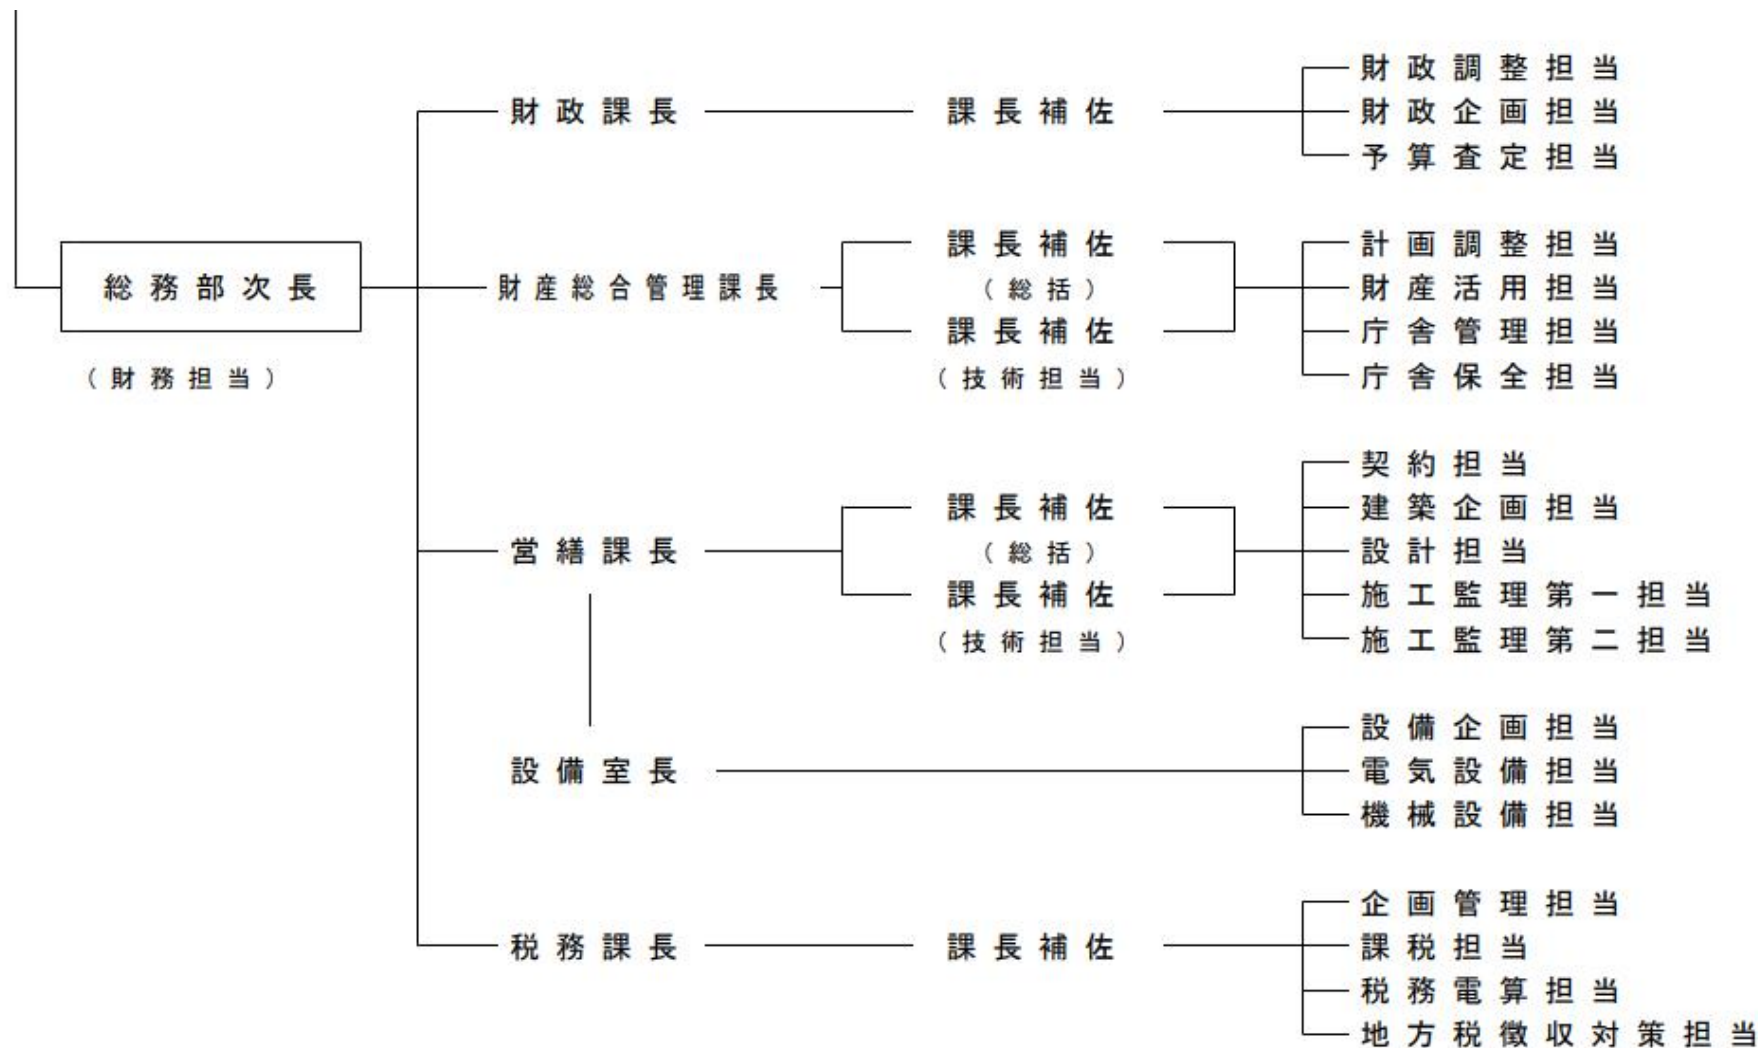 総務部次長
(財務担当)
財政課長
課長補佐
財政調整担当
財政企画担当
予算査定担当
財産総合管理課長
課長補佐
(総括)
課長補佐
(技術担当)
計画調整担当
財産活用担当
庁舎管理担当
庁舎保全担当
営繕課長
課長補佐
(総括)
課長補佐
(技術担当)
契約担当
建築企画担当
設計担当
施工監理第一担当
施工監理第二担当
設備室長
設備企画担当
電気設備担当
機械設備担当
税務課長
課長補佐
企画管理担当
課税担当
税務電算担当
地方税徴収対策担当